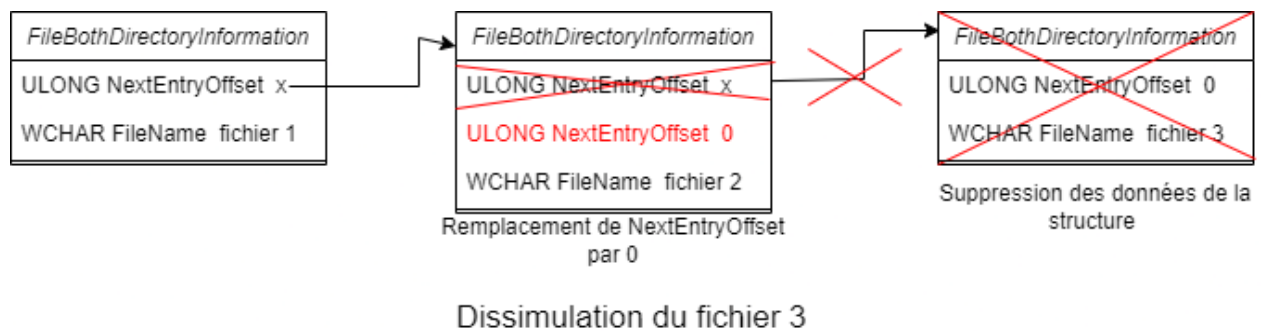 FileBothDirectoryInformation
ULONG NextEntryOffset x
WCHAR FileName fichier 1
FileBothDirectoryInformation
ULONG NextEntryOffset x
ULONG NextEntryOffset 0
WCHAR FileName fichier 2
Remplacement de NextEntryOffset
par 0
FileBothDirectoryInformation
ULONG NextEntryOffset 0
WCHAR FileName fichier 3
Suppression des données de la
structure
Dissimulation du fichier 3